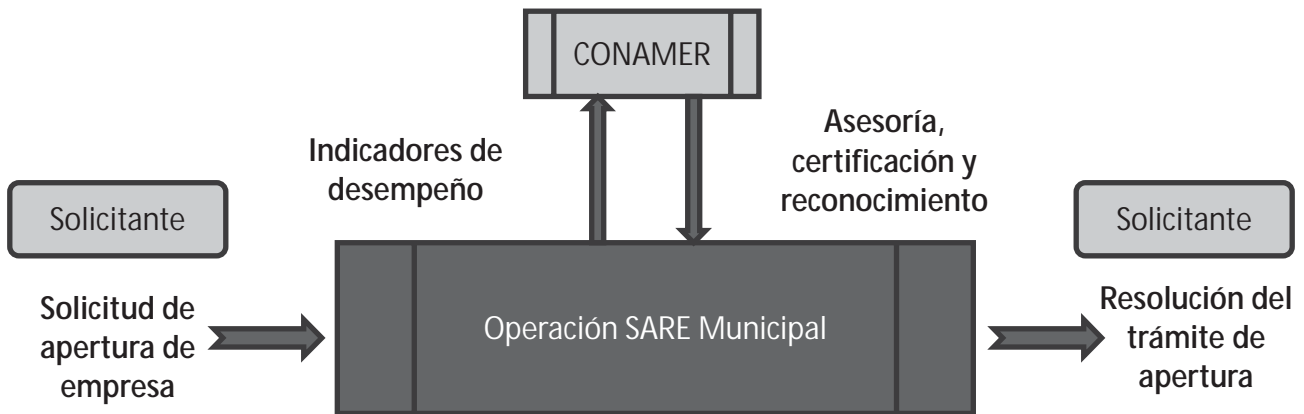 CONAMER
Indicadores de
desempeño
Asesoría,
certificación y
reconocimiento
Solicitante
Solicitante
Solicitud de
apertura de
empresa
Operación SARE Municipal
Resolución del
trámite de
apertura